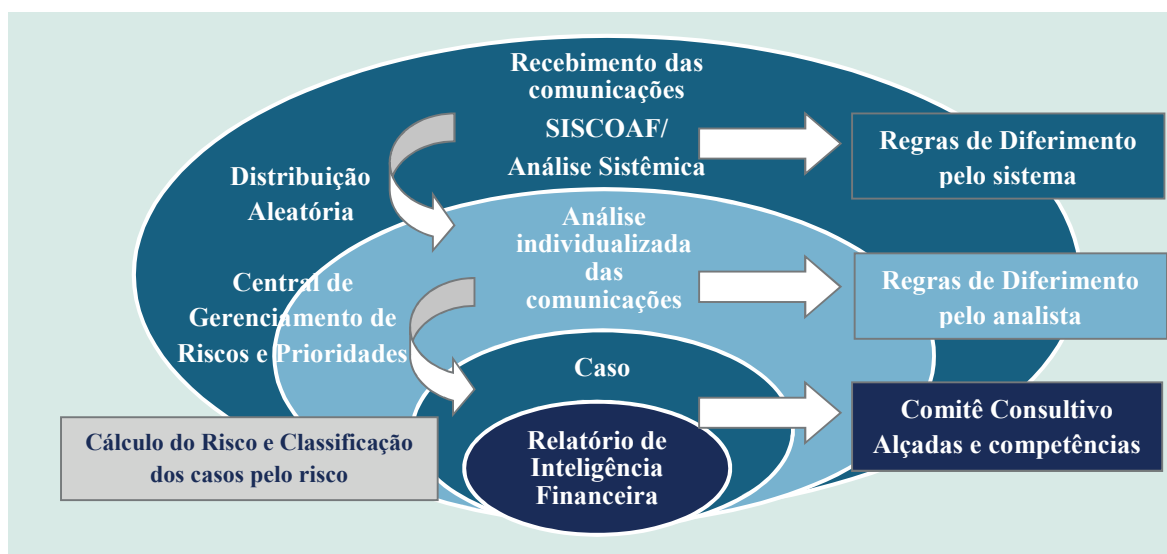 Recebimento das
comunicações
SISCOAF/
Análise Sistêmica
Regras de Diferimento
pelo sistema
Distribuição
Aleatória
Análise
individualizada
das
comunicações
Regras de Diferimento
pelo analista
Central de
Gerenciamento de
Riscos e Prioridades
Caso
Comitê Consultivo
Alçadas e competências
Cálculo do Risco e Classificação
dos casos pelo risco
Relatório de
Inteligência
Financeira